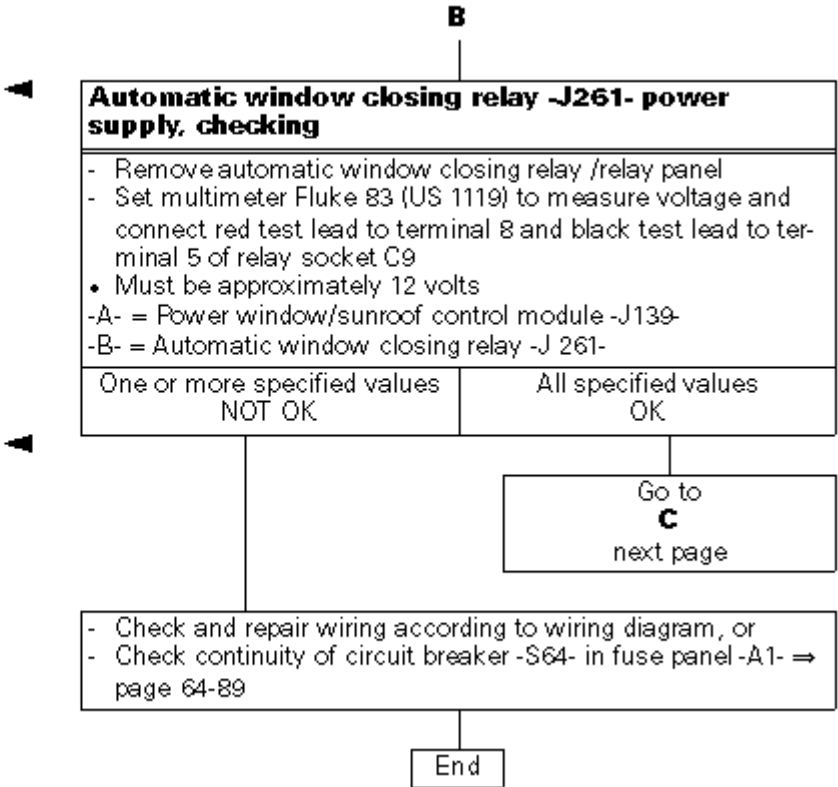 B
Automatic window closing relay -J261- power
supply, checking
- Remove automatic window closing relay /relay panel
- Set multimeter Fluke 83 (US 1119) to measure voltage and
connect red test lead to terminal 8 and black test lead to ter-
minal 5 of relay socket C9
• Must be approximately 12 volts
-A- = Power window/sunroof control module -J139-
-B- = Automatic window closing relay -J 261-
One or more specified values
NOT OK
All specified values
OK
Go to
C
next page
- Check and repair wiring according to wiring diagram, or
- Check continuity of circuit breaker -S64- in fuse panel -A1- ⇒
page 64-89
End